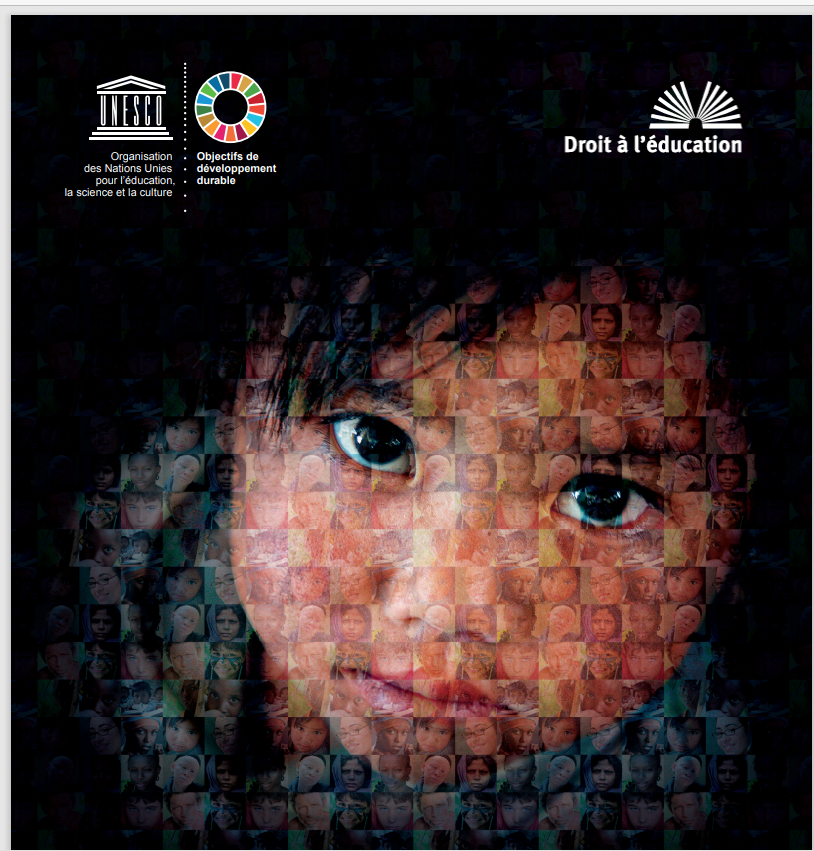 UNESCO
Organisation
des Nations Unies
pour l'éducation,
la science et la culture
Objectifs de
développement
durable
Droit à l'éducation